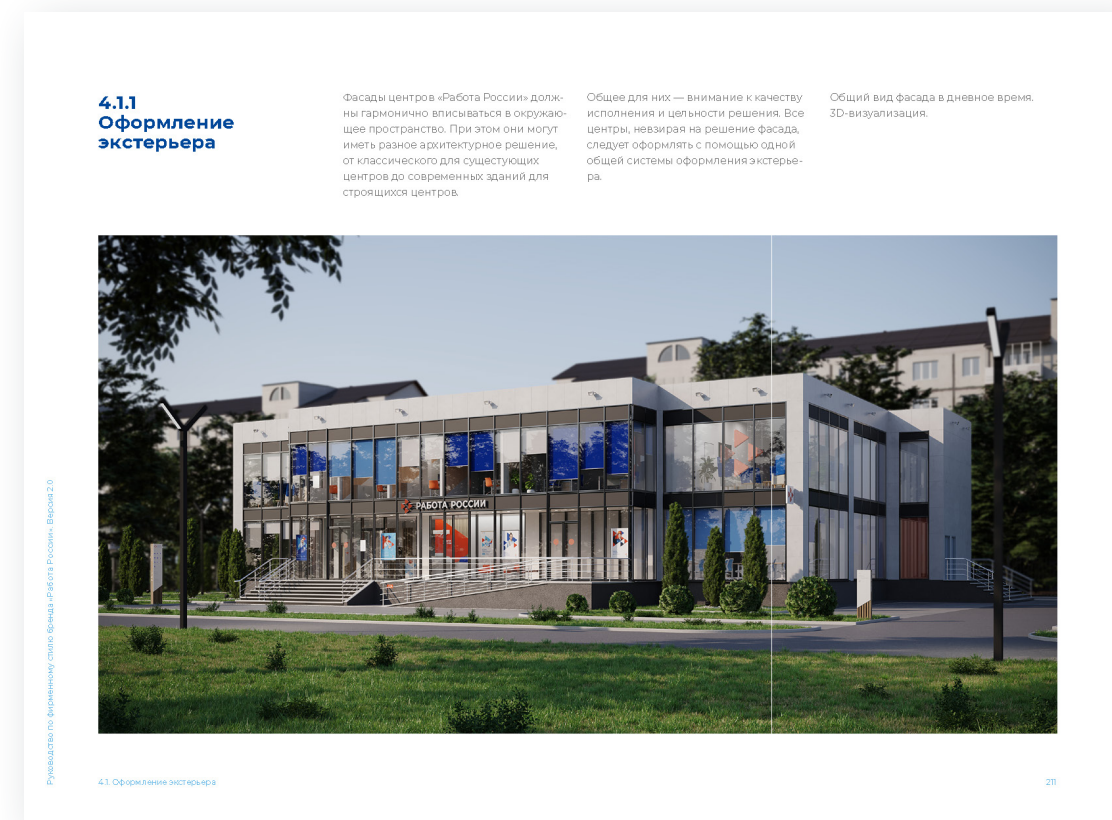 4.1.1
Оформление
экстерьера
Фасады центров «Работа России» долж-
ны гармонично вписываться в окружаю-
щее пространство. При этом они могут
иметь разное архитектурное решение,
от классического для сущестующих
центров до современных зданий для
строящихся центров.
Общее для них — внимание к качеству
исполнения и цельности решения. Все
центры, невзирая на решение фасада,
следует оформлять с помощью одной
общей системы оформления экстерье-
ра.
Общий вид фасада в дневное время.
3D-визуализация.
РАБОТА РОССИИ
Руководство по фирменному стилю бренда «Работа России». Версия 2.0
4.1. Оформление экстерьера
211